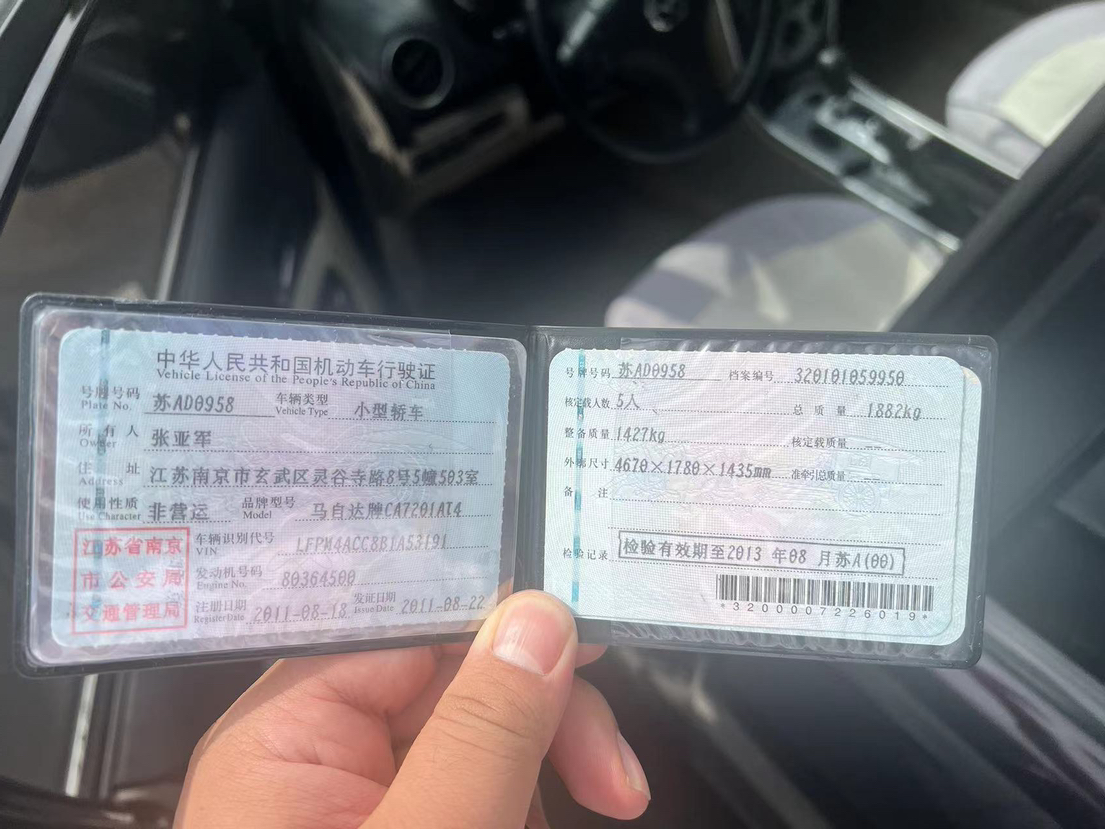 中华人民共和国机动车行驶证
Vehicle License of the People's Republic of China
号牌号码 苏AD0958 车辆类型 小型轿车
Plate No. Vehicle Type
所有人 张亚军
Owner
住址 江苏南京市玄武区灵谷寺路8号5幢503室
Address
使用性质 非营运 品牌型号 马自达牌CA7201AT4
Use Character Model
江苏省南京
市公安局
交通管理局
车辆识别代号
VIN
发动机号码 80364500
Engine No.
注册日期 2011-08-18 发证日期 2011-08-22
Register Date Issue Date
号牌号码 苏AD0958 档案编号 320101059950
核定载人数 5人 总质量 1882kg
整备质量 1427kg 核定载质量 --
外廓尺寸 4670×1780×1435mm 准牵引总质量 --
备注
检验记录 检验有效期至2013年08月苏A(00)
*3200007226019*